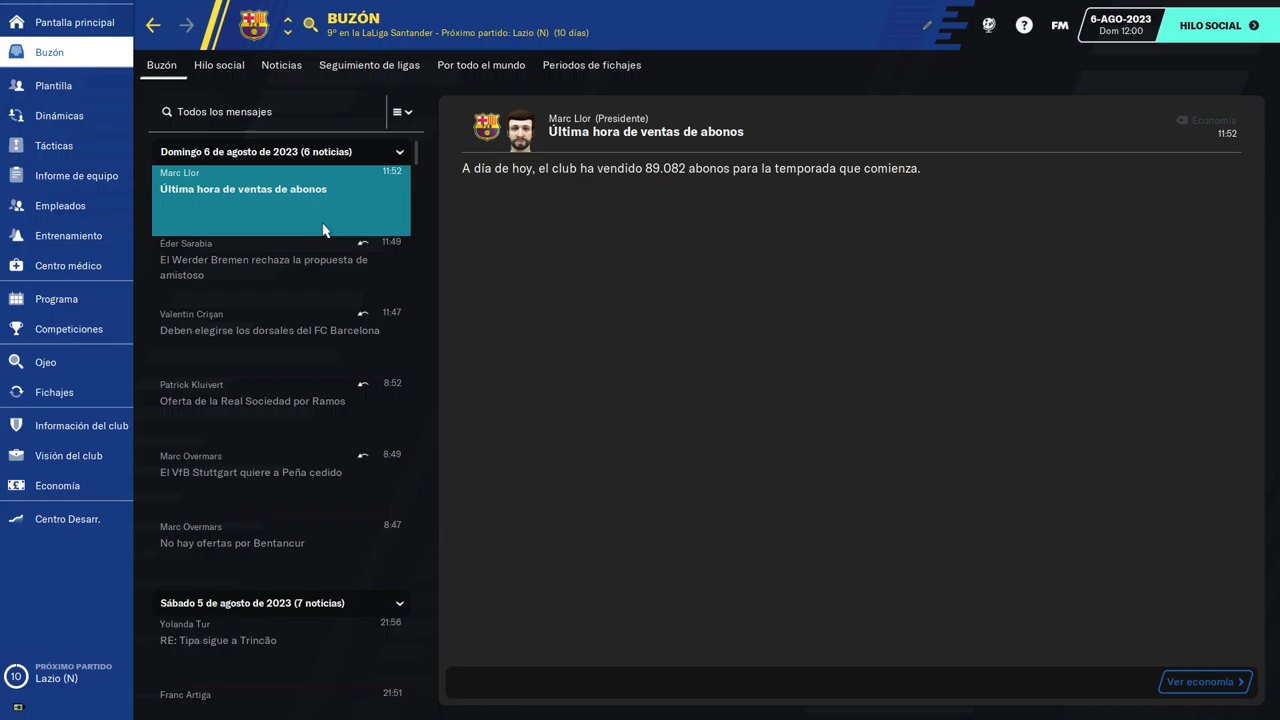 Pantalla principal
Buzón
Plantilla
Dinámicas
Tácticas
Informe de equipo
Empleados
Entrenamiento
Centro médico
Programa
Competiciones
Ojeo
Fichajes
Información del club
Visión del club
Economía
Centro Desarr.
10
PRÓXIMO PARTIDO
Lazio (N)
BUZÓN
9º en la LaLiga Santander - Próximo partido: Lazio (N) (10 días)
?
FM
6-AGO-2023
Dom 12:00
HILO SOCIAL
Buzón Hilo social Noticias Seguimiento de ligas Por todo el mundo Periodos de fichajes
Todos los mensajes
Domingo 6 de agosto de 2023 (6 noticias)
Marc Llor 11:52
Última hora de ventas de abonos
Éder Sarabia 11:49
El Werder Bremen rechaza la propuesta de
amistoso
Valentin Crișan 11:47
Deben elegirse los dorsales del FC Barcelona
Patrick Kluivert 8:52
Oferta de la Real Sociedad por Ramos
Marc Overmars 8:49
El VfB Stuttgart quiere a Peña cedido
Marc Overmars 8:47
No hay ofertas por Bentancur
Sábado 5 de agosto de 2023 (7 noticias)
Yolanda Tur 21:56
RE: Tipa sigue a Trincão
Franc Artiga 21:51
Marc Llor (Presidente)
Última hora de ventas de abonos
Economía
11:52
A día de hoy, el club ha vendido 89.082 abonos para la temporada que comienza.
Ver economía